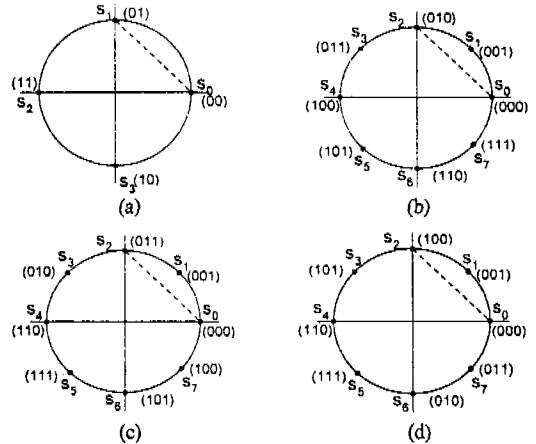 S1 (01)
(11)
S2
S0
(00)
S3 (10)
(a)
S2 (010)
S3
(011)
S1
(001)
S4
(100)
S0
(000)
(101)
S5
(111)
S7
S6 (110)
(b)
S2 (011)
S3
(010)
S1
(001)
S4
(110)
S0
(000)
(111)
S5
(100)
S7
S6 (101)
(c)
S2 (100)
S3
(101)
S1
(001)
S4
(110)
S0
(000)
(111)
S5
(011)
S7
S6 (010)
(d)